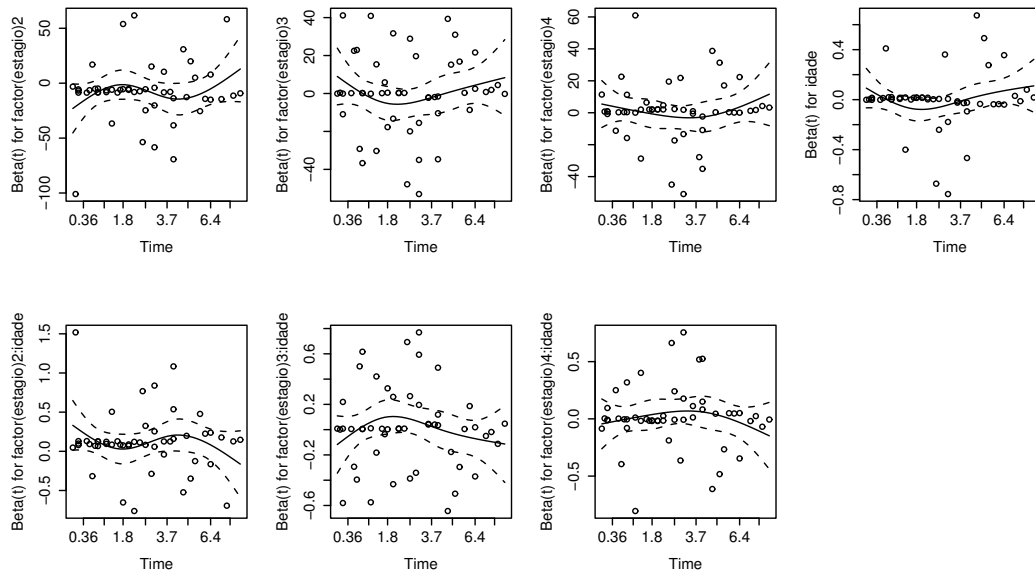 50
0
−50
−100
Beta(t) for factor(estagio)2
0.36 1.8 3.7 6.4
Time
40
20
0
−40
Beta(t) for factor(estagio)3
0.36 1.8 3.7 6.4
Time
60
40
20
0
−40
Beta(t) for factor(estagio)4
0.36 1.8 3.7 6.4
Time
0.4
0.0
−0.4
−0.8
Beta(t) for idade
0.36 1.8 3.7 6.4
Time
1.5
1.0
0.5
0.0
−0.5
Beta(t) for factor(estagio)2:idade
0.36 1.8 3.7 6.4
Time
0.6
0.2
−0.2
−0.6
Beta(t) for factor(estagio)3:idade
0.36 1.8 3.7 6.4
Time
0.5
0.0
−0.5
Beta(t) for factor(estagio)4:idade
0.36 1.8 3.7 6.4
Time